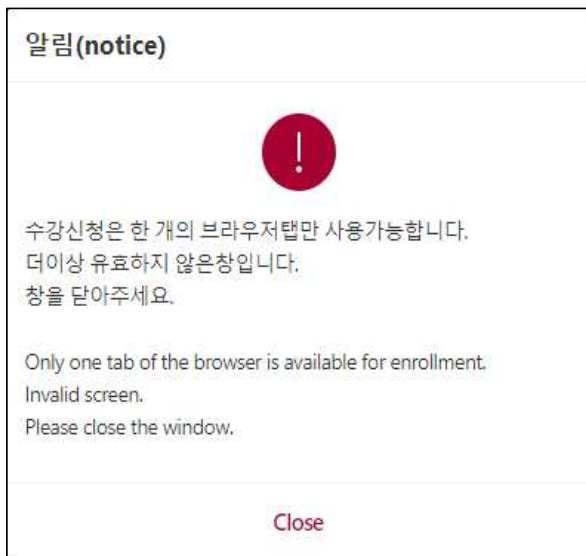 알림(notice)
수강신청은 한 개의 브라우저탭만 사용가능합니다.
더이상 유효하지 않은창입니다.
창을 닫아주세요.
Only one tab of the browser is available for enrollment.
Invalid screen.
Please close the window.
Close